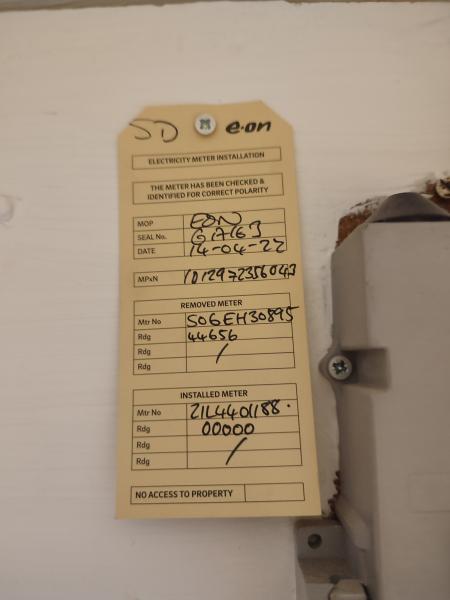 SD e·on
ELECTRICITY METER INSTALLATION
THE METER HAS BEEN CHECKED &
IDENTIFIED FOR CORRECT POLARITY
MOP EON
SEAL No.
DATE 14-04-22
MPxN
REMOVED METER
Mtr No S06EH30895
Rdg 44656
Rdg /
Rdg
INSTALLED METER
Mtr No 21L4401188.
Rdg 00000
Rdg /
Rdg
NO ACCESS TO PROPERTY